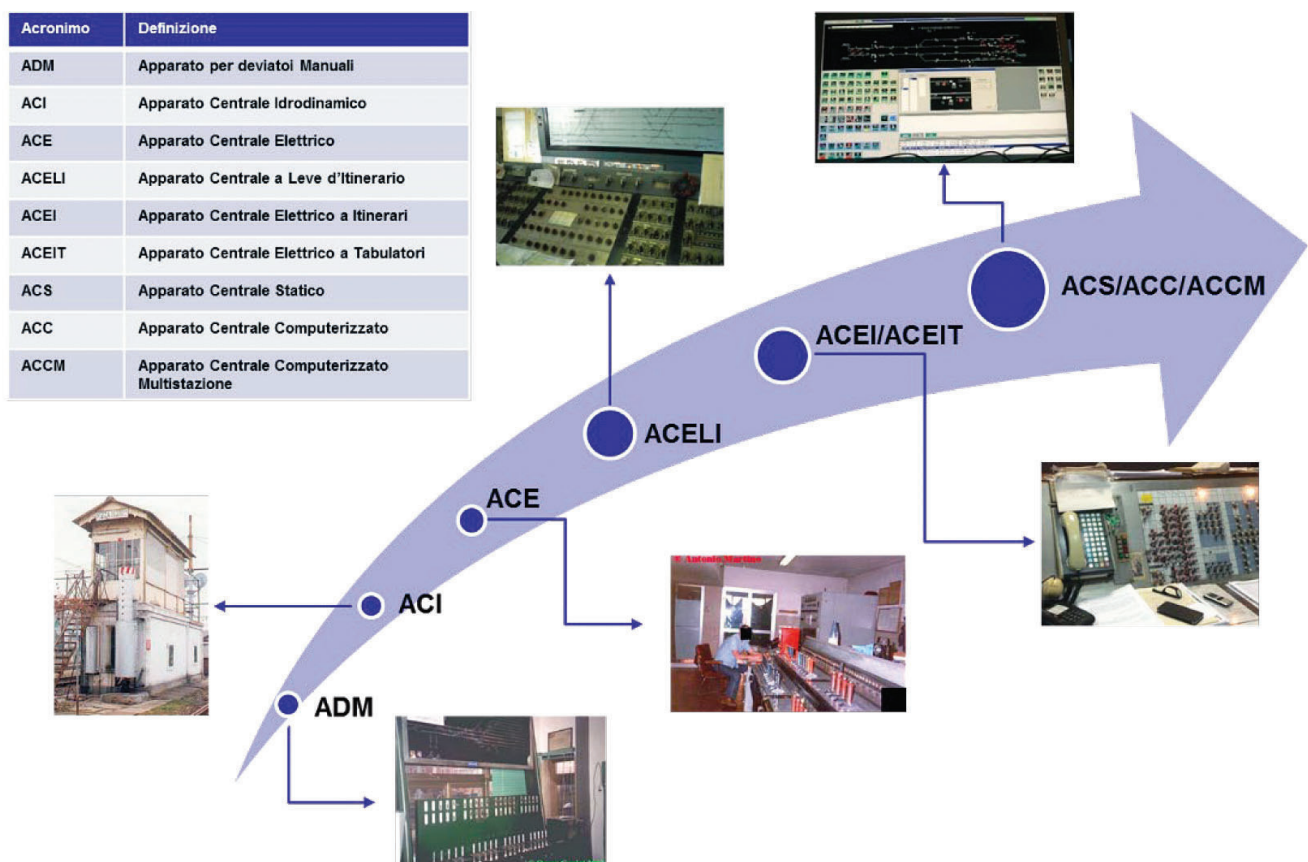 Acronimo Definizione
ADM Apparato per deviatoi Manuali
ACI Apparato Centrale Idrodinamico
ACE Apparato Centrale Elettrico
ACELI Apparato Centrale a Leve d'Itinerario
ACEI Apparato Centrale Elettrico a Itinerari
ACEIT Apparato Centrale Elettrico a Tabulatori
ACS Apparato Centrale Statico
ACC Apparato Centrale Computerizzato
ACCM Apparato Centrale Computerizzato
Multistazione
ACS/ACC/ACCM
ACEI/ACEIT
ACELI
ACE
ACI
ADM
© Antonio Martino